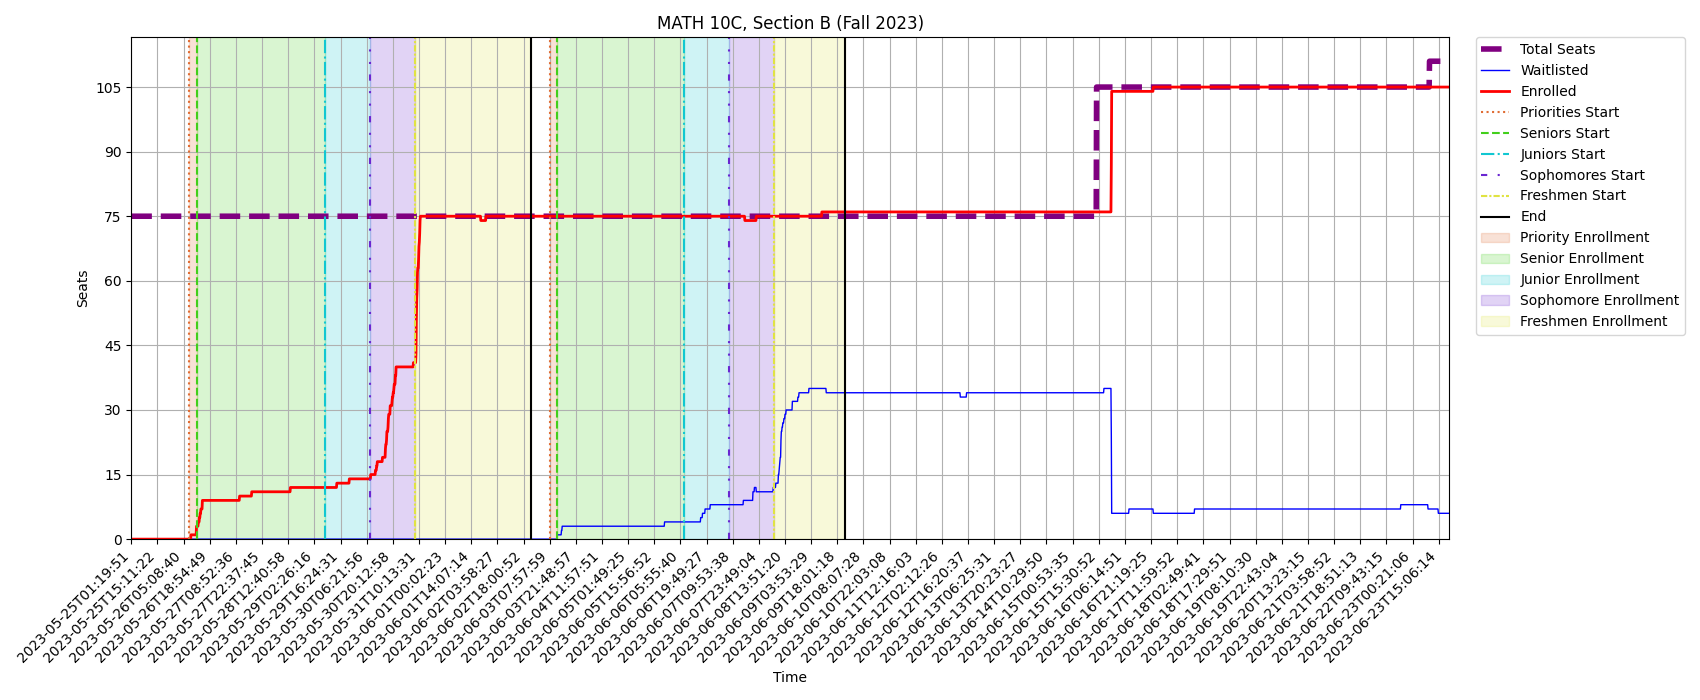 MATH 10C, Section B (Fall 2023)
Seats
105
90
75
60
45
30
15
0
2023-05-25T01:19:51
2023-05-25T15:11:22
2023-05-26T05:08:40
2023-05-26T18:54:49
2023-05-27T08:52:36
2023-05-27T22:37:45
2023-05-28T12:40:58
2023-05-29T02:26:16
2023-05-29T16:24:31
2023-05-30T06:21:56
2023-05-30T20:12:58
2023-05-31T10:13:31
2023-06-01T00:02:23
2023-06-01T14:07:14
2023-06-02T03:58:27
2023-06-02T18:00:52
2023-06-03T07:57:59
2023-06-03T21:48:57
2023-06-04T11:57:51
2023-06-05T01:49:25
2023-06-05T15:56:52
2023-06-06T05:55:40
2023-06-06T19:49:27
2023-06-07T09:53:38
2023-06-07T23:49:04
2023-06-08T13:51:20
2023-06-09T03:53:29
2023-06-09T18:01:18
2023-06-10T08:07:28
2023-06-10T22:03:08
2023-06-11T12:16:03
2023-06-12T02:12:26
2023-06-12T16:20:37
2023-06-13T06:25:31
2023-06-13T20:23:27
2023-06-14T10:29:50
2023-06-15T00:53:35
2023-06-15T15:30:52
2023-06-16T06:14:51
2023-06-16T21:19:25
2023-06-17T11:59:52
2023-06-18T02:49:41
2023-06-18T17:29:51
2023-06-19T08:10:30
2023-06-19T22:43:04
2023-06-20T13:23:15
2023-06-21T03:58:52
2023-06-21T18:51:13
2023-06-22T09:43:15
2023-06-23T00:21:06
2023-06-23T15:06:14
Time
Total Seats
Waitlisted
Enrolled
Priorities Start
Seniors Start
Juniors Start
Sophomores Start
Freshmen Start
End
Priority Enrollment
Senior Enrollment
Junior Enrollment
Sophomore Enrollment
Freshmen Enrollment